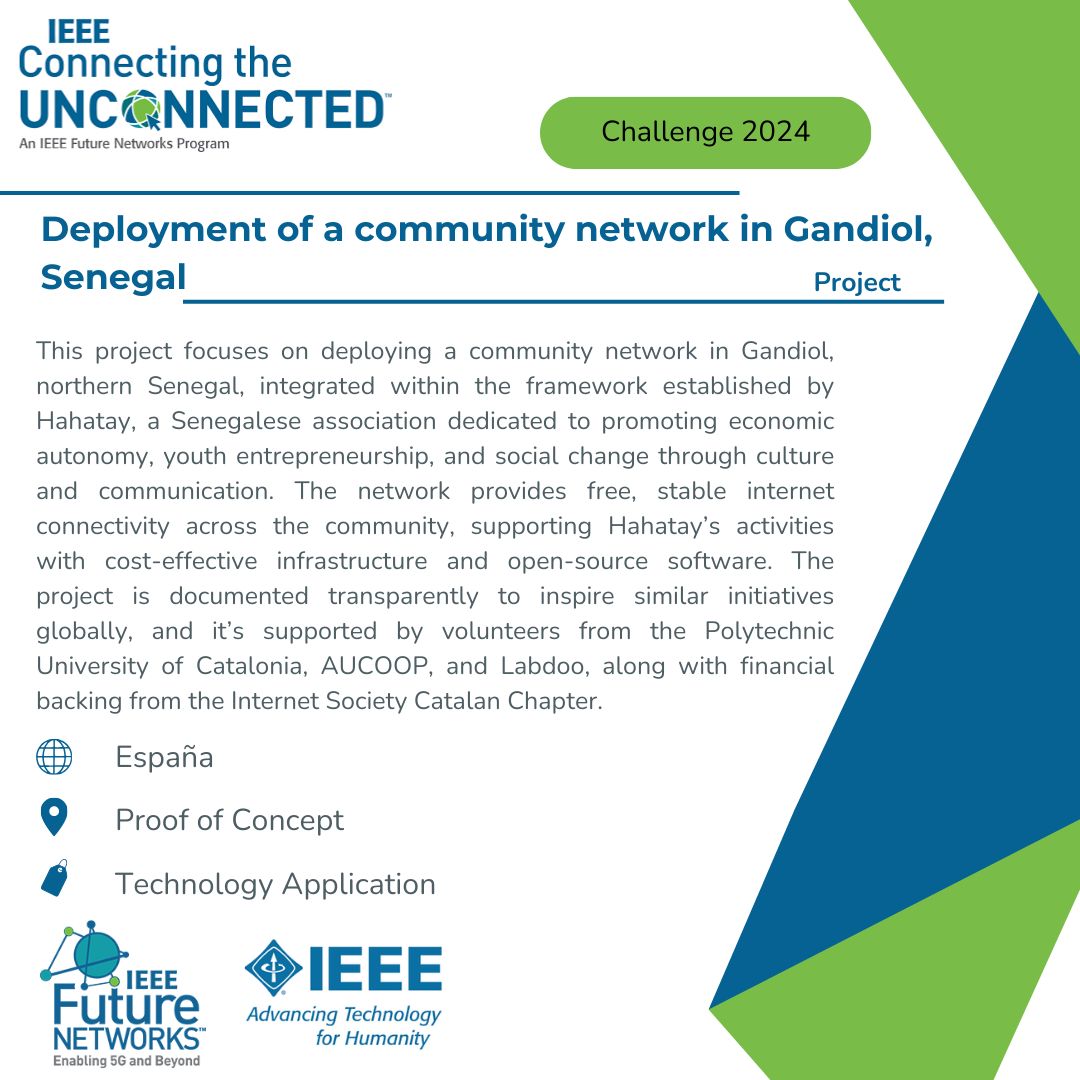 IEEE
Connecting the
UNCONNECTED™
An IEEE Future Networks Program
Challenge 2024
Deployment of a community network in Gandiol,
Senegal
Project
This project focuses on deploying a community network in Gandiol,
northern Senegal, integrated within the framework established by
Hahatay, a Senegalese association dedicated to promoting economic
autonomy, youth entrepreneurship, and social change through culture
and communication. The network provides free, stable internet
connectivity across the community, supporting Hahatay’s activities
with cost-effective infrastructure and open-source software. The
project is documented transparently to inspire similar initiatives
globally, and it’s supported by volunteers from the Polytechnic
University of Catalonia, AUCOOP, and Labdoo, along with financial
backing from the Internet Society Catalan Chapter.
España
Proof of Concept
Technology Application
IEEE
Future
NETWORKS™
Enabling 5G and Beyond
IEEE
®
Advancing Technology
for Humanity